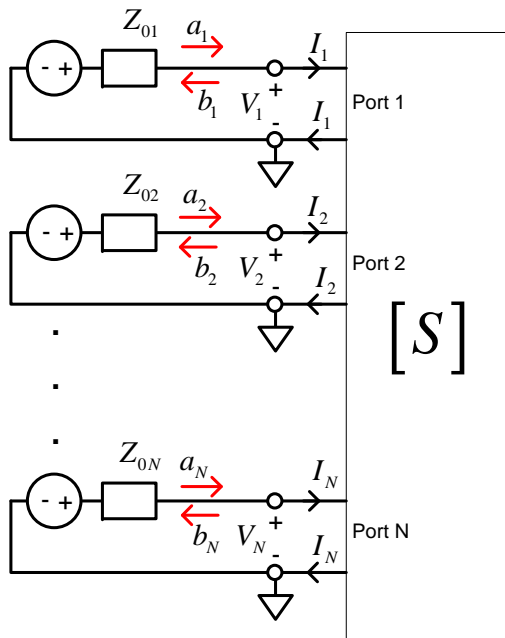 Z₀₁ a₁ I₁
- + b₁ V₁ + - Port 1
I₁
Z₀₂ a₂ I₂
- + b₂ V₂ + - Port 2
I₂
[S]
. . .
Z₀N aN IN
- + bN VN + - Port N
IN